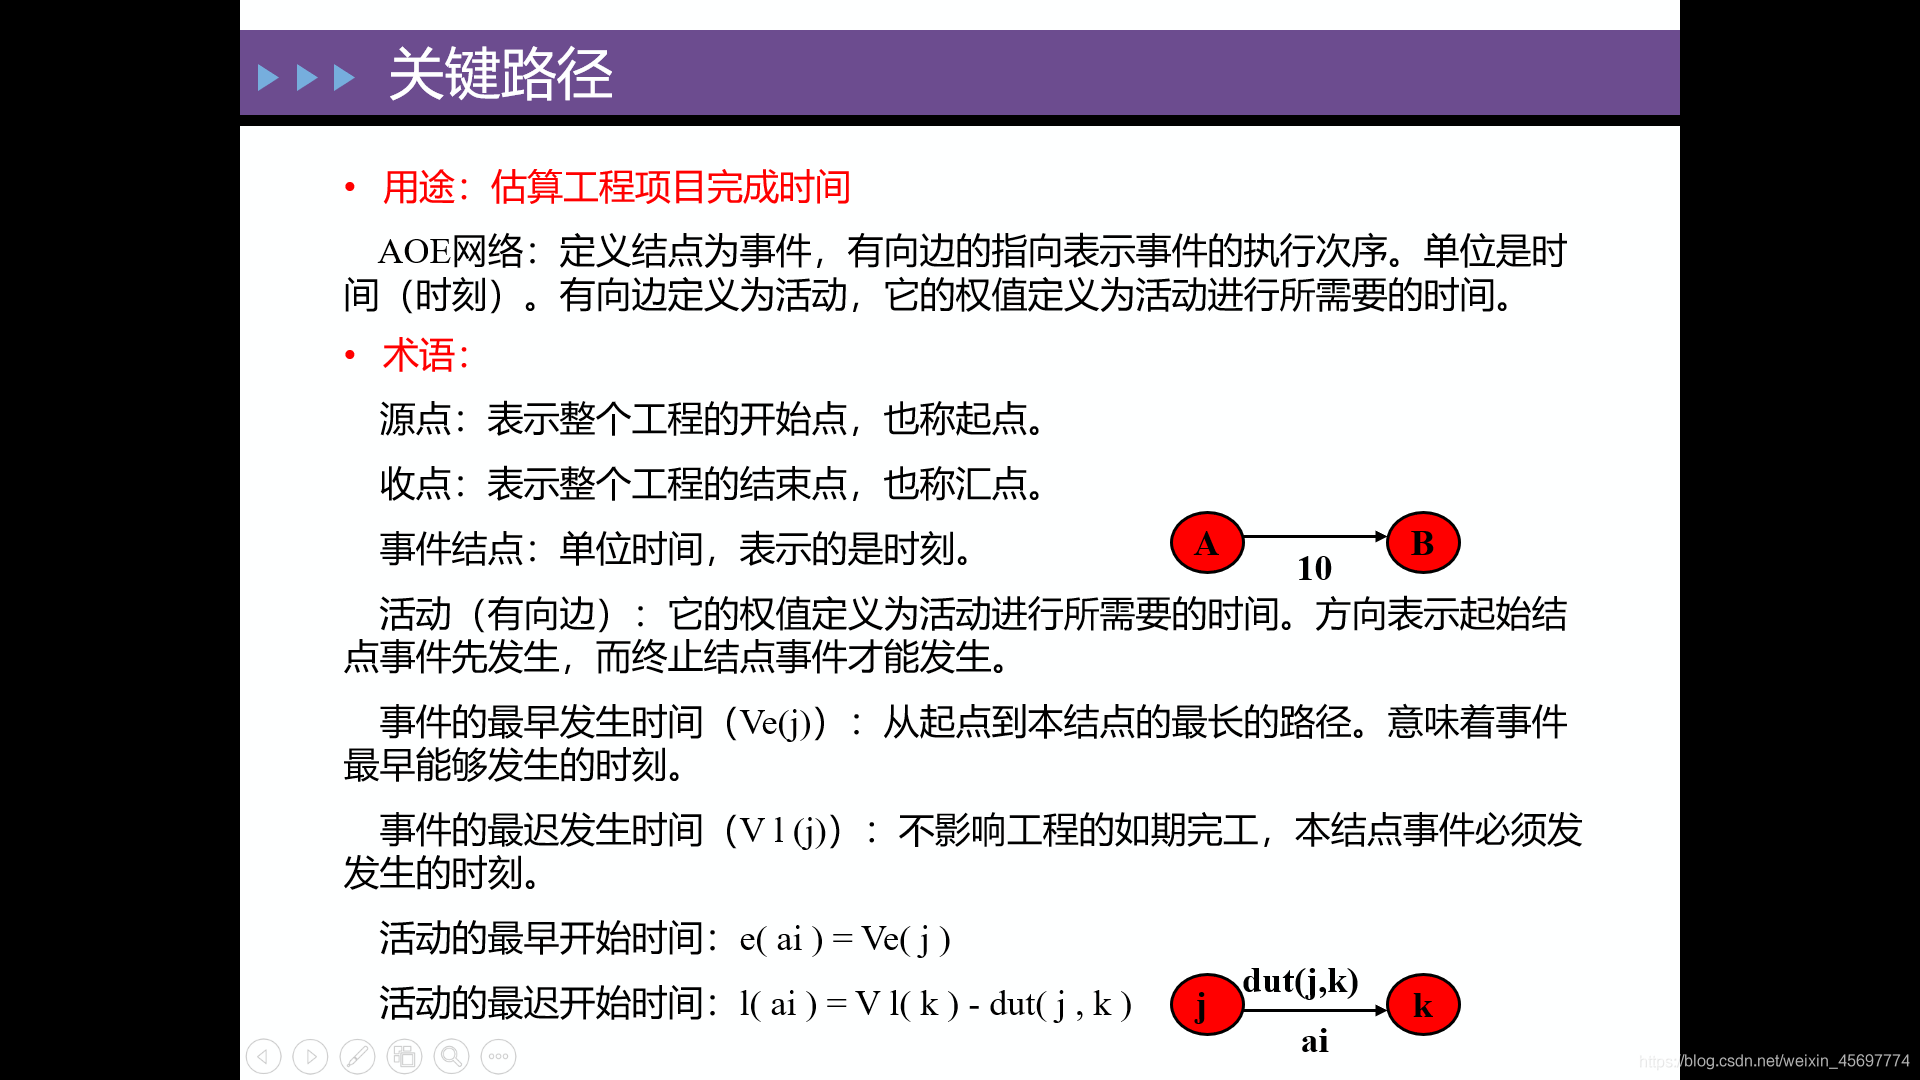 关键路径
• 用途：估算工程项目完成时间
AOE网络：定义结点为事件，有向边的指向表示事件的执行次序。单位是时
间（时刻）。有向边定义为活动，它的权值定义为活动进行所需要的时间。
• 术语：
源点：表示整个工程的开始点，也称起点。
收点：表示整个工程的结束点，也称汇点。
事件结点：单位时间，表示的是时刻。
A
B
10
活动（有向边）：它的权值定义为活动进行所需要的时间。方向表示起始结
点事件先发生，而终止结点事件才能发生。
事件的最早发生时间（Ve(j)）：从起点到本结点的最长的路径。意味着事件
最早能够发生的时刻。
事件的最迟发生时间（V l (j)）：不影响工程的如期完工，本结点事件必须发
发生的时刻。
活动的最早开始时间：e( ai ) = Ve( j )
活动的最迟开始时间：l( ai ) = V l( k ) - dut( j , k )
dut(j,k)
j
k
ai
https://blog.csdn.net/weixin_45697774